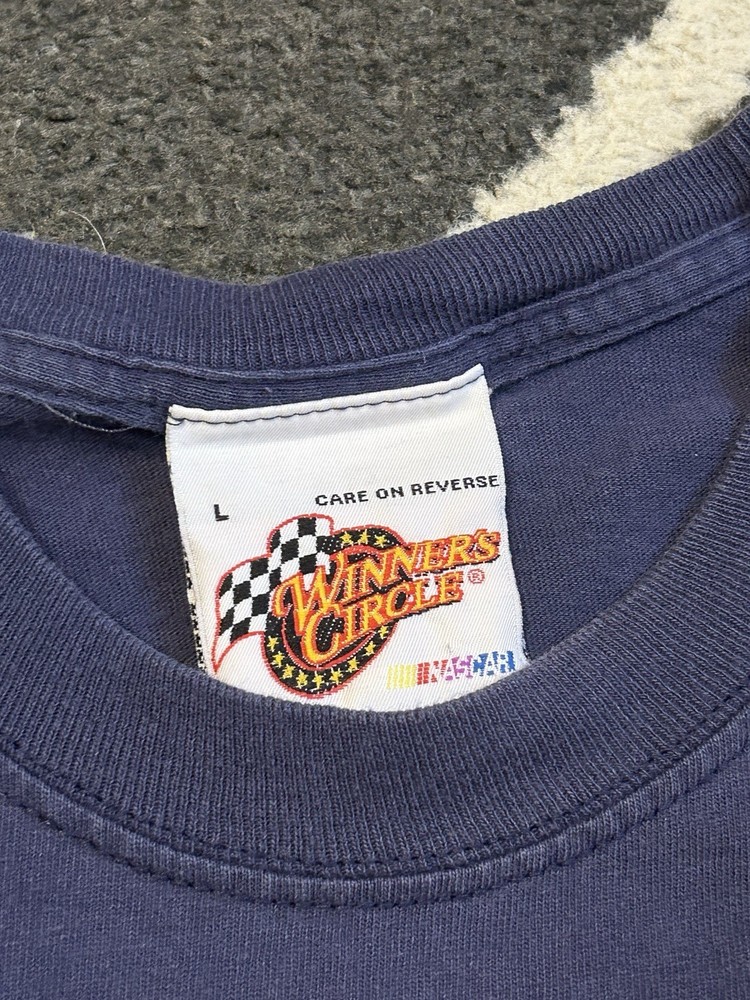 L
CARE ON REVERSE
WINNER'S
CIRCLE®
NASCAR